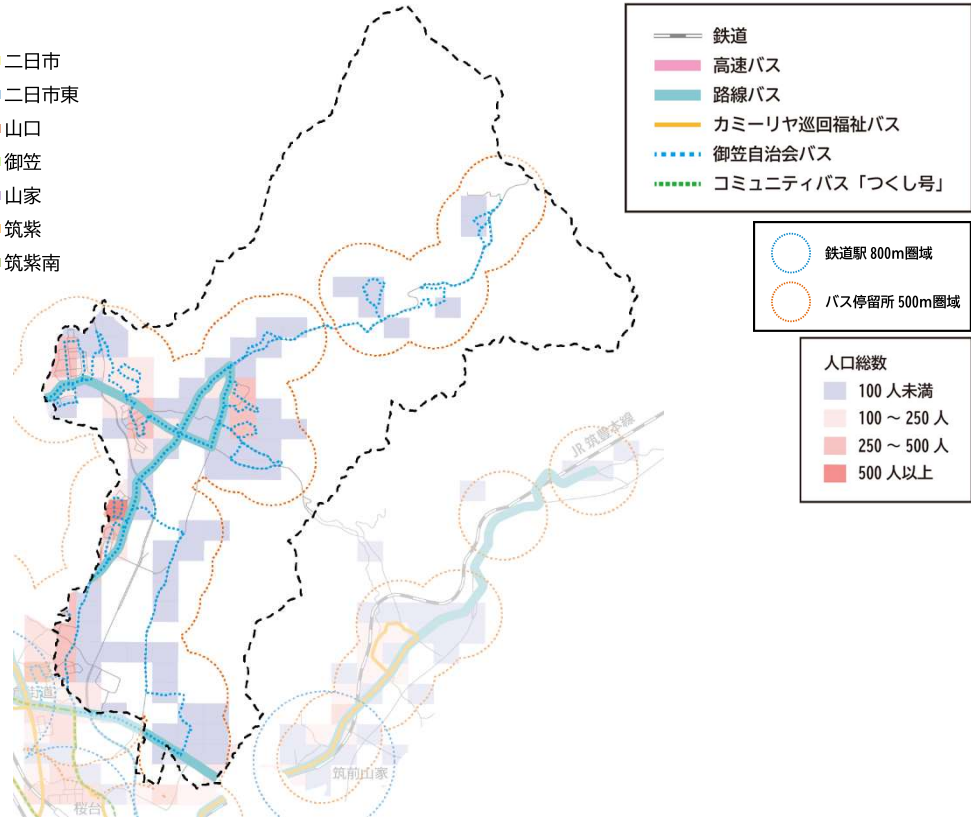 二日市
二日市東
山口
御笠
山家
筑紫
筑紫南
鉄道
高速バス
路線バス
カミーリヤ巡回福祉バス
御笠自治会バス
コミュニティバス「つくし号」
鉄道駅 800m圏域
バス停留所 500m圏域
人口総数
100 人未満
100 ～ 250 人
250 ～ 500 人
500 人以上
JR 筑豊本線
筑前山家
桜台